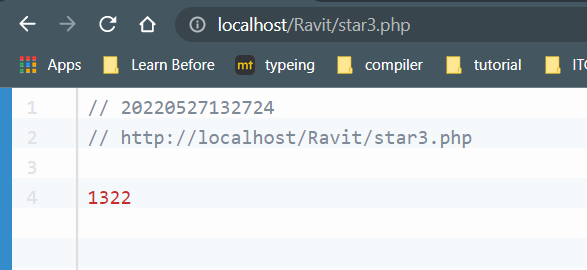 localhost/Ravit/star3.php
Apps Learn Before mt typeing compiler tutorial ITC
1 // 20220527132724
2 // http://localhost/Ravit/star3.php
3
4 1322